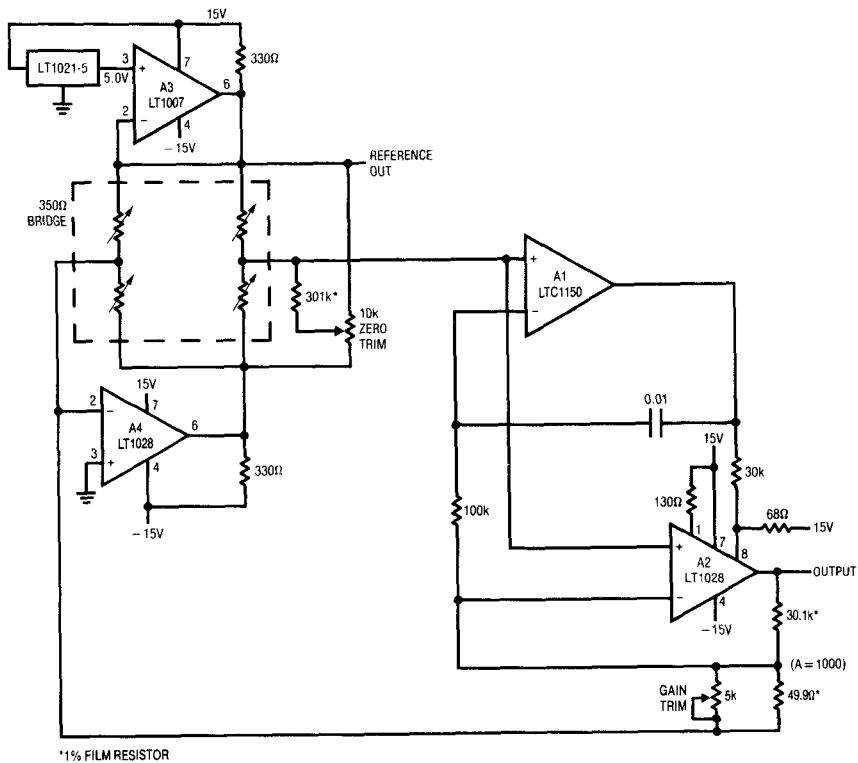 15V
LT1021-5
3
5.0V
+
7
A3
LT1007
6
330Ω
2
−
4
−15V
REFERENCE
OUT
350Ω
BRIDGE
301k*
10k
ZERO
TRIM
+
A1
LTC1150
−
15V
2
−
7
A4
LT1028
6
3
+
4
330Ω
−15V
0.01
15V
30k
130Ω
100k
68Ω
15V
1
7
8
+
A2
LT1028
OUTPUT
−
4
−15V
30.1k*
(A = 1000)
GAIN
TRIM
5k
49.9Ω*
*1% FILM RESISTOR